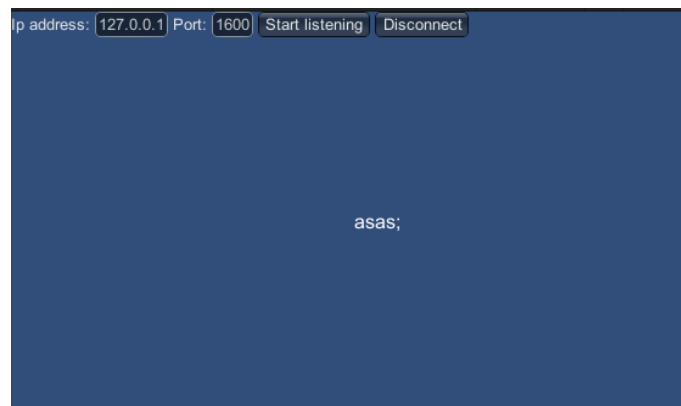 Ip address: 127.0.0.1 Port: 1600 Start listening Disconnect
asas;